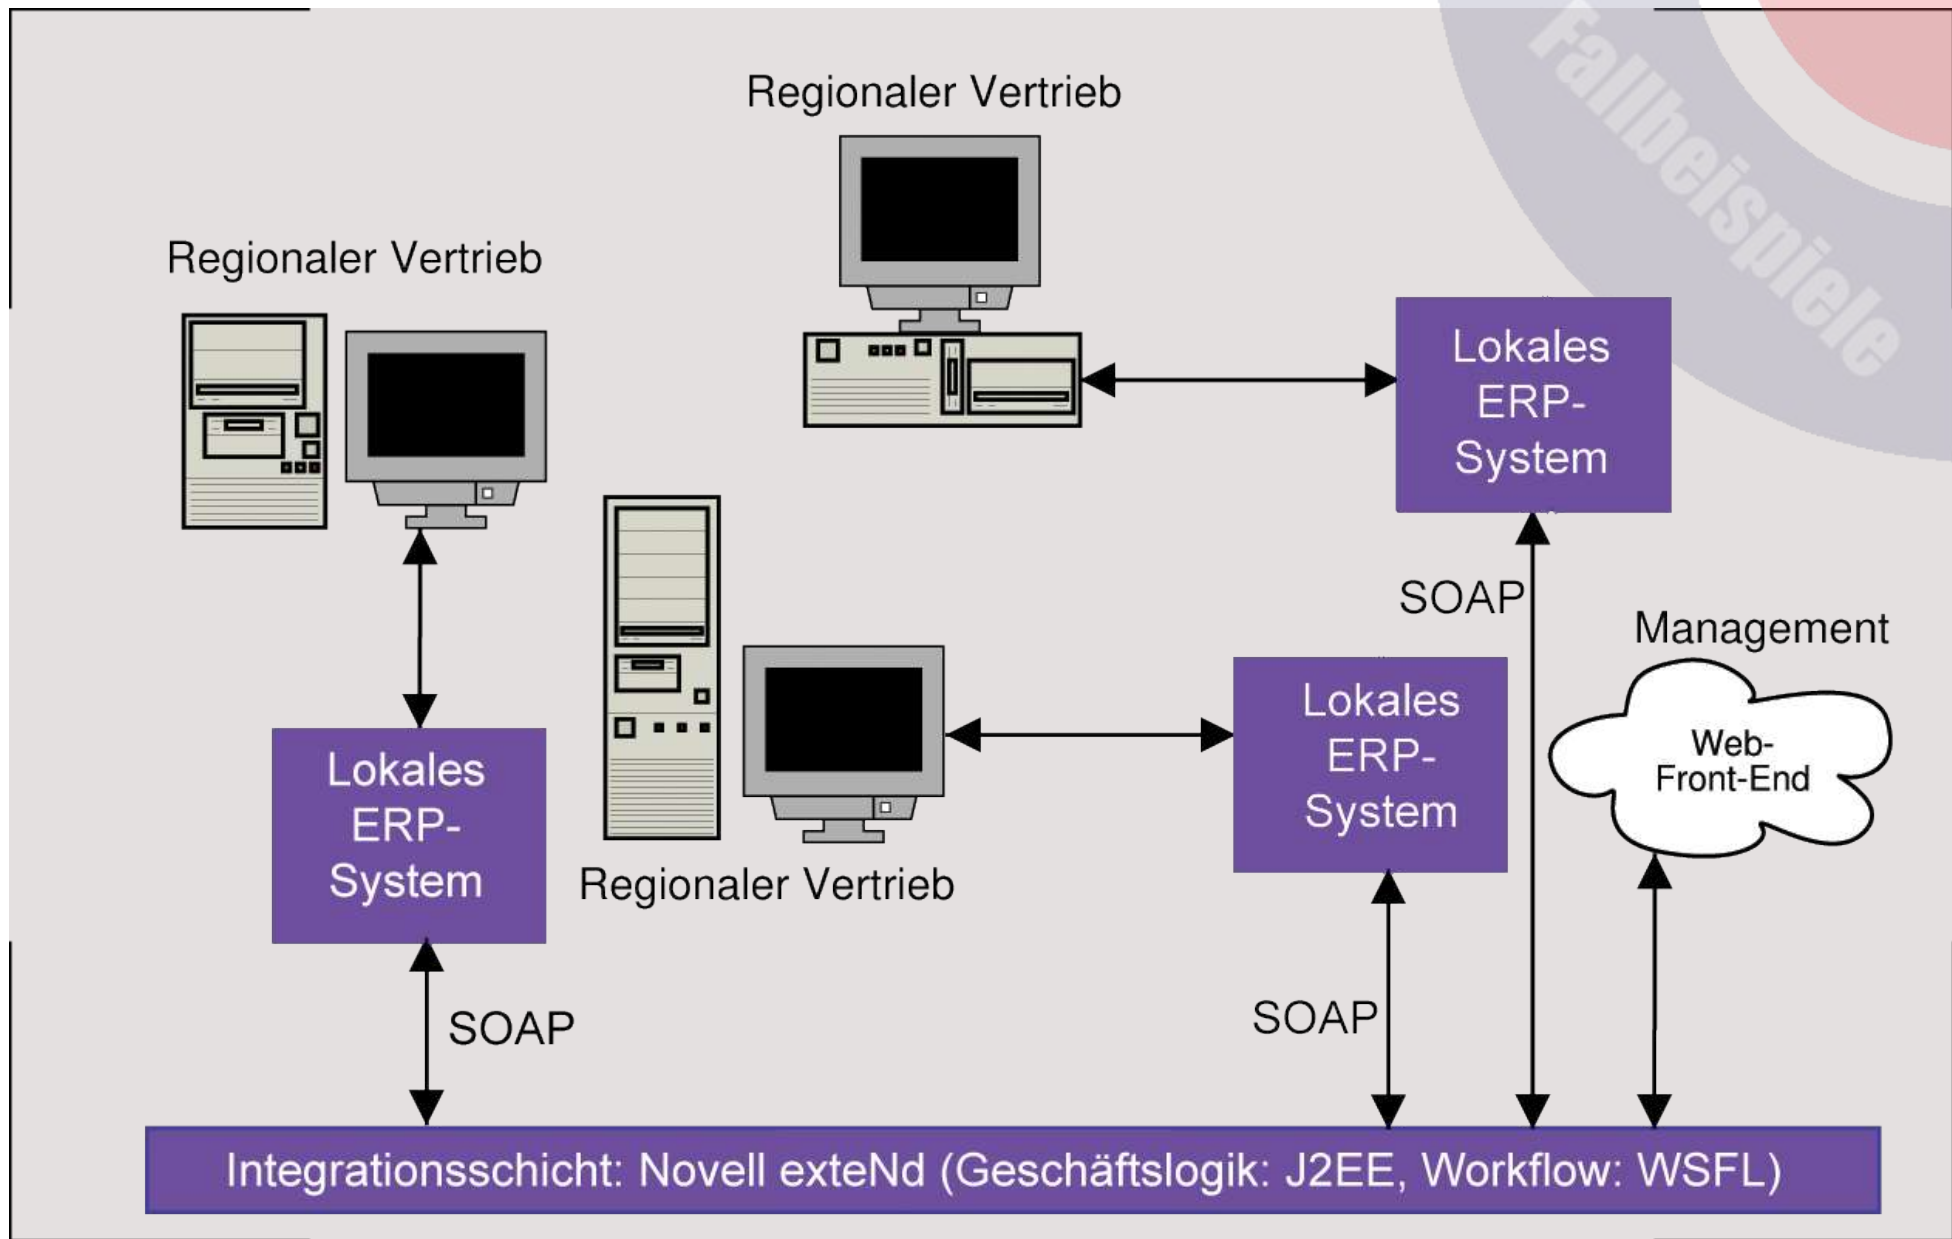 Fallbeispiele
Regionaler Vertrieb
Regionaler Vertrieb
Lokales
ERP-
System
SOAP
Management
Lokales
ERP-
System
Web-
Front-End
Lokales
ERP-
System
Regionaler Vertrieb
SOAP
SOAP
Integrationsschicht: Novell exteNd (Geschäftslogik: J2EE, Workflow: WSFL)